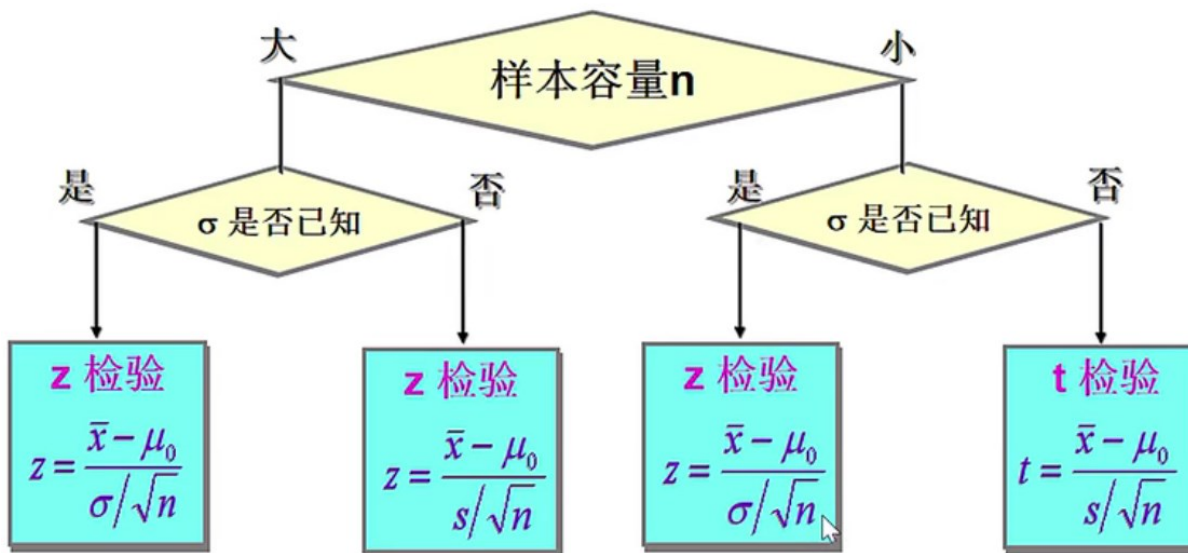 大
小
样本容量n
是
否
σ 是否已知
是
否
σ 是否已知
z 检验
z = (x̄ − μ₀) / (σ/√n)
z 检验
z = (x̄ − μ₀) / (s/√n)
z 检验
z = (x̄ − μ₀) / (σ/√n)
t 检验
t = (x̄ − μ₀) / (s/√n)